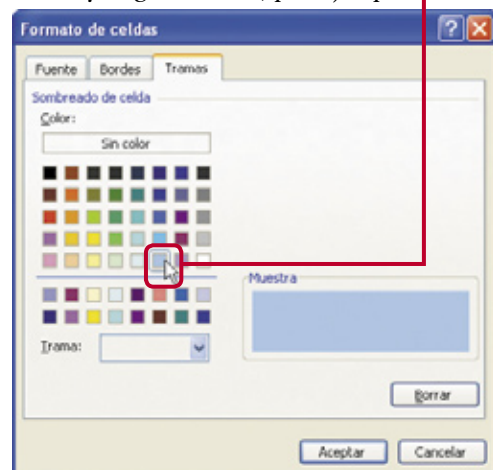 Formato de celdas
Fuente Bordes Tramas
Sombreado de celda
Color:
Sin color
Muestra
Trama:
Borrar
Aceptar Cancelar